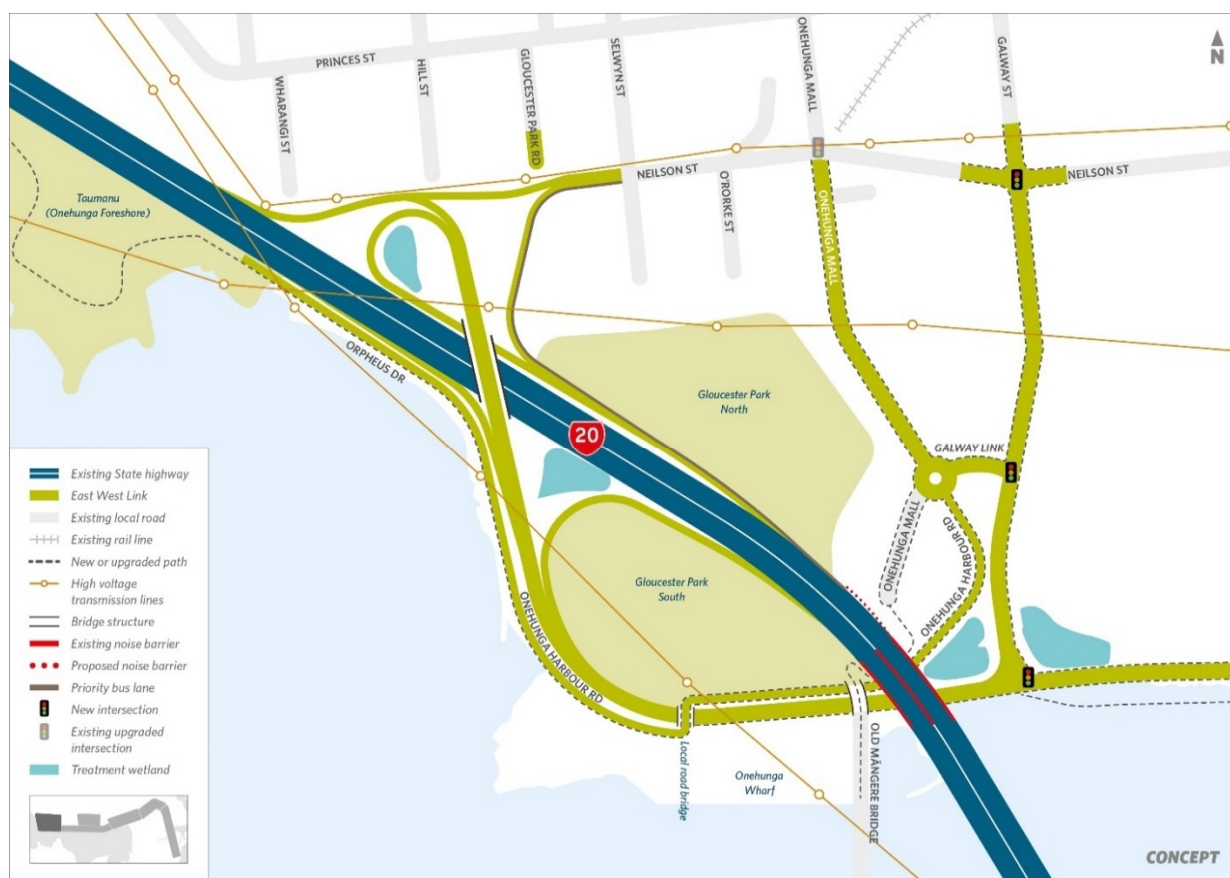 PRINCES ST
WHARANGI ST
HILL ST
GLOUCESTER PARK RD
SELWYN ST
ONEHUNGA MALL
GALWAY ST
N
NEILSON ST
O'RORKE ST
NEILSON ST
Taumanu
(Onehunga Foreshore)
ONEHUNGA MALL
ORPHEUS DR
Gloucester Park
North
20
GALWAY LINK
ONEHUNGA MALL
ONEHUNGA HARBOUR RD
Gloucester Park
South
ONEHUNGA HARBOUR RD
Local road bridge
Onehunga
Wharf
OLD MĀNGERE BRIDGE
Existing State highway
East West Link
Existing local road
Existing rail line
New or upgraded path
High voltage
transmission lines
Bridge structure
Existing noise barrier
Proposed noise barrier
Priority bus lane
New intersection
Existing upgraded
intersection
Treatment wetland
CONCEPT